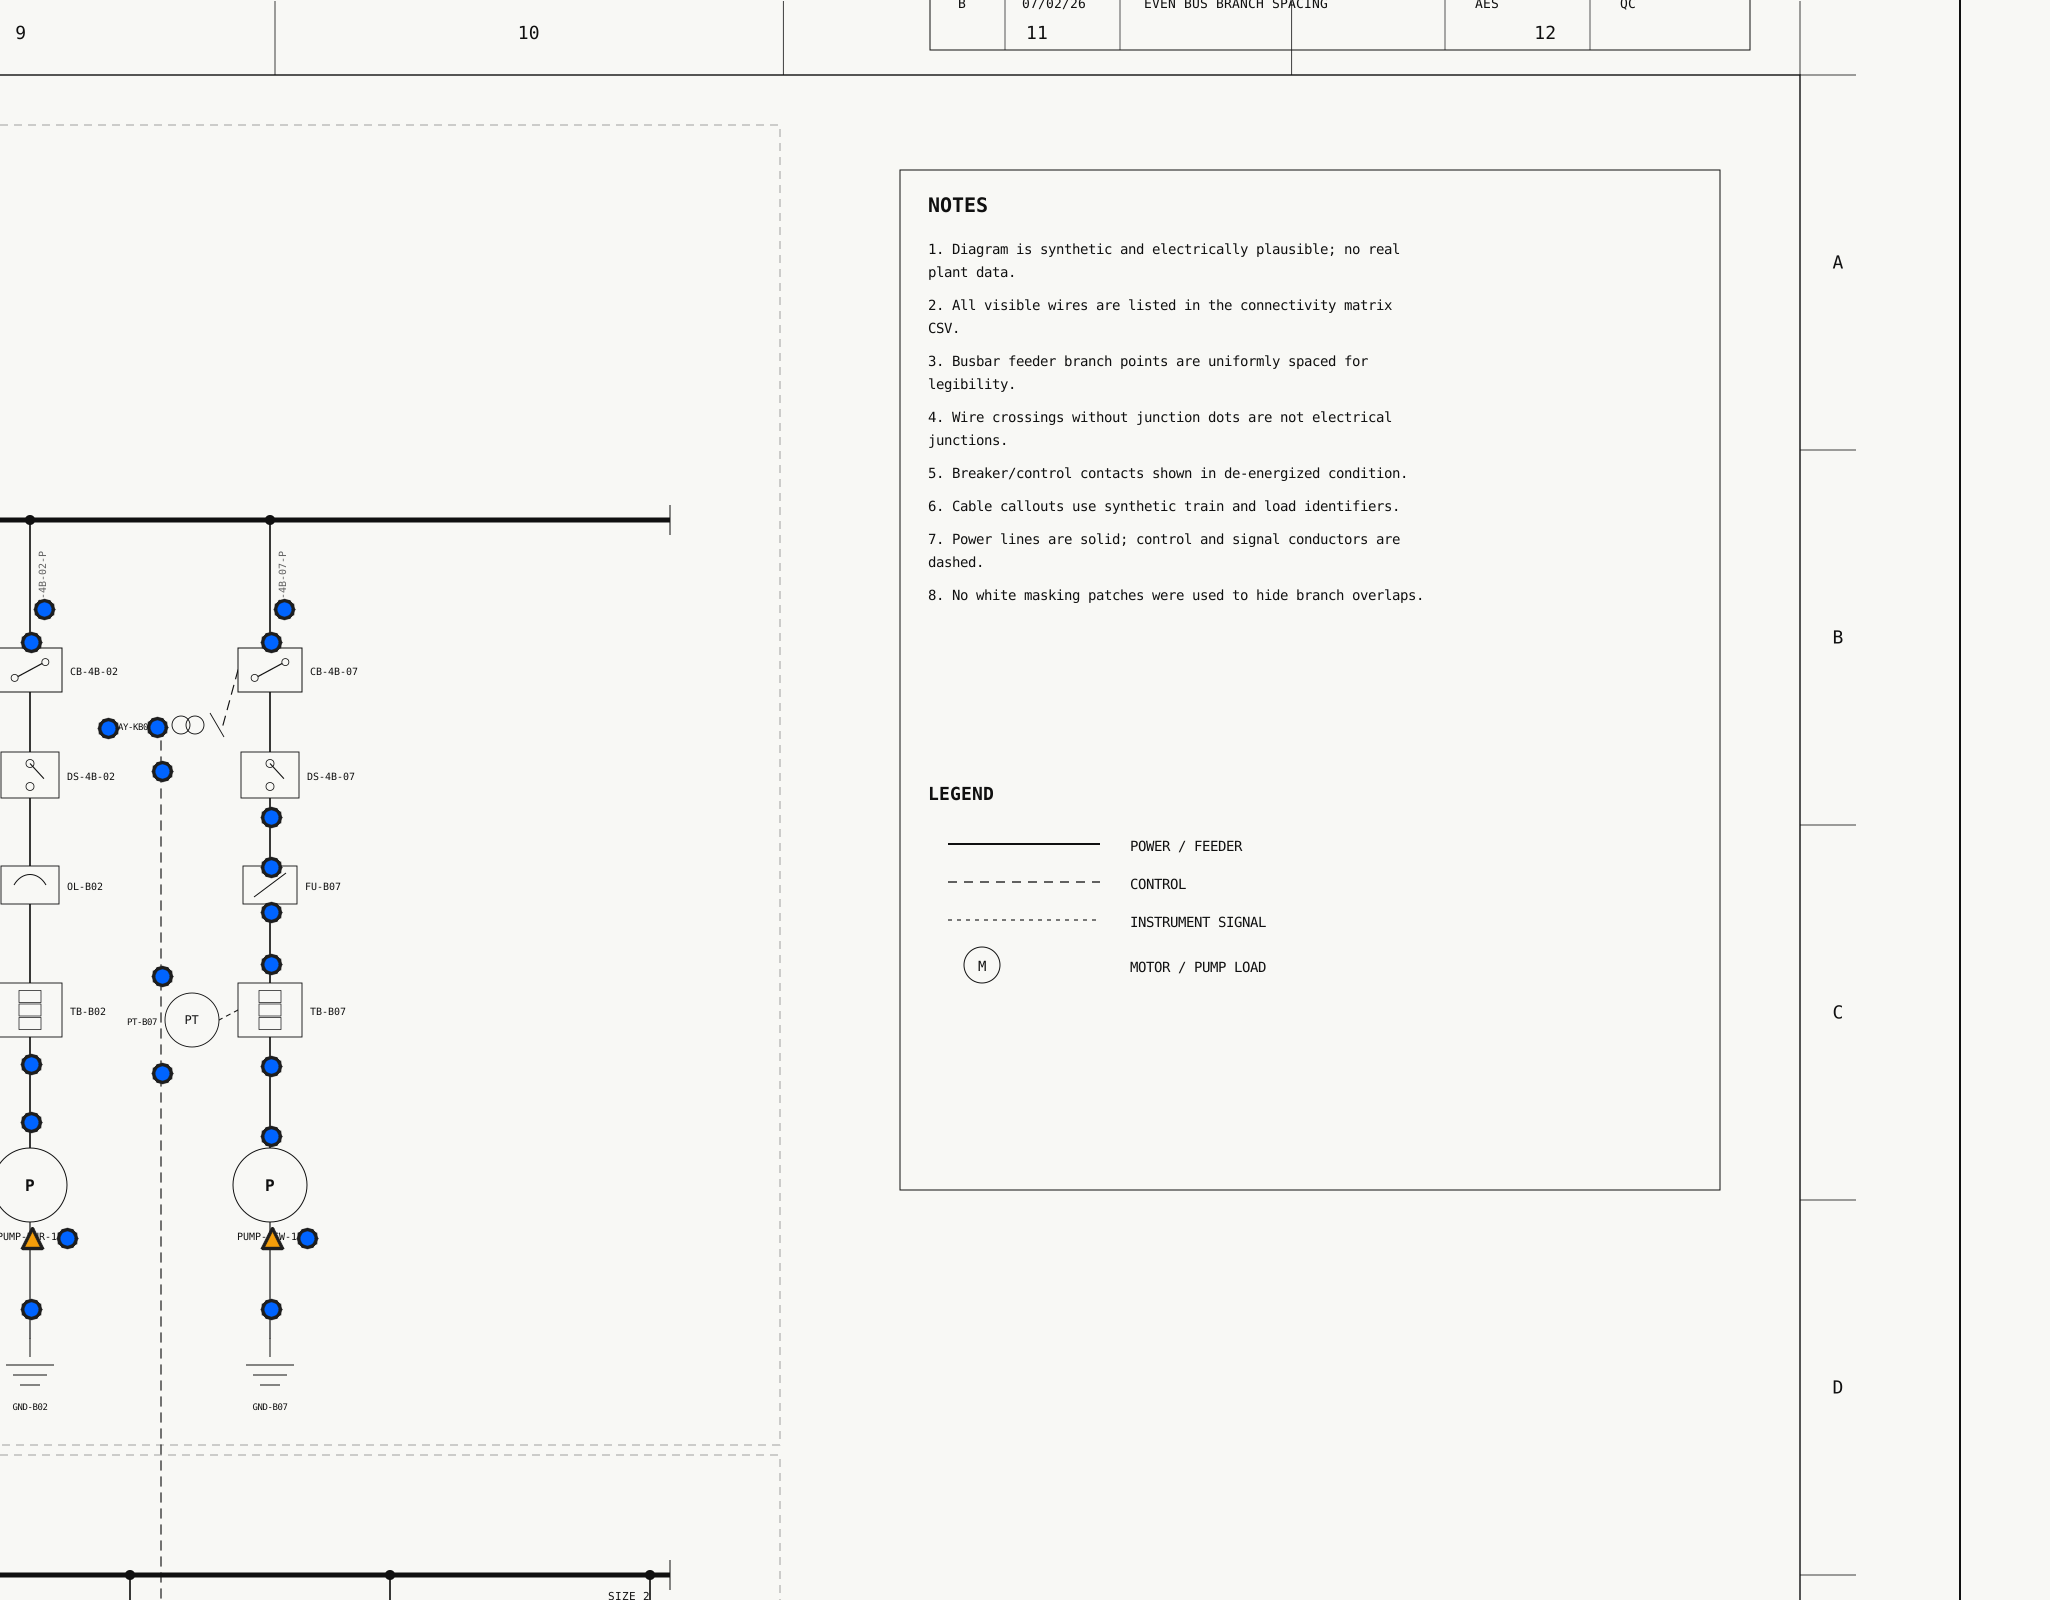 B 07/02/26 EVEN BUS BRANCH SPACING AES QC
9 10 11 12
NOTES
1. Diagram is synthetic and electrically plausible; no real
plant data.
2. All visible wires are listed in the connectivity matrix
CSV.
3. Busbar feeder branch points are uniformly spaced for
legibility.
4. Wire crossings without junction dots are not electrical
junctions.
5. Breaker/control contacts shown in de-energized condition.
6. Cable callouts use synthetic train and load identifiers.
7. Power lines are solid; control and signal conductors are
dashed.
8. No white masking patches were used to hide branch overlaps.
LEGEND
POWER / FEEDER
CONTROL
INSTRUMENT SIGNAL
M MOTOR / PUMP LOAD
A
B
C
D
-4B-02-P
-4B-07-P
CB-4B-02
CB-4B-07
DS-4B-02
DS-4B-07
OL-B02
FU-B07
TB-B02
PT-B07
PT
TB-B07
P
P
GND-B02
GND-B07
SIZE 2